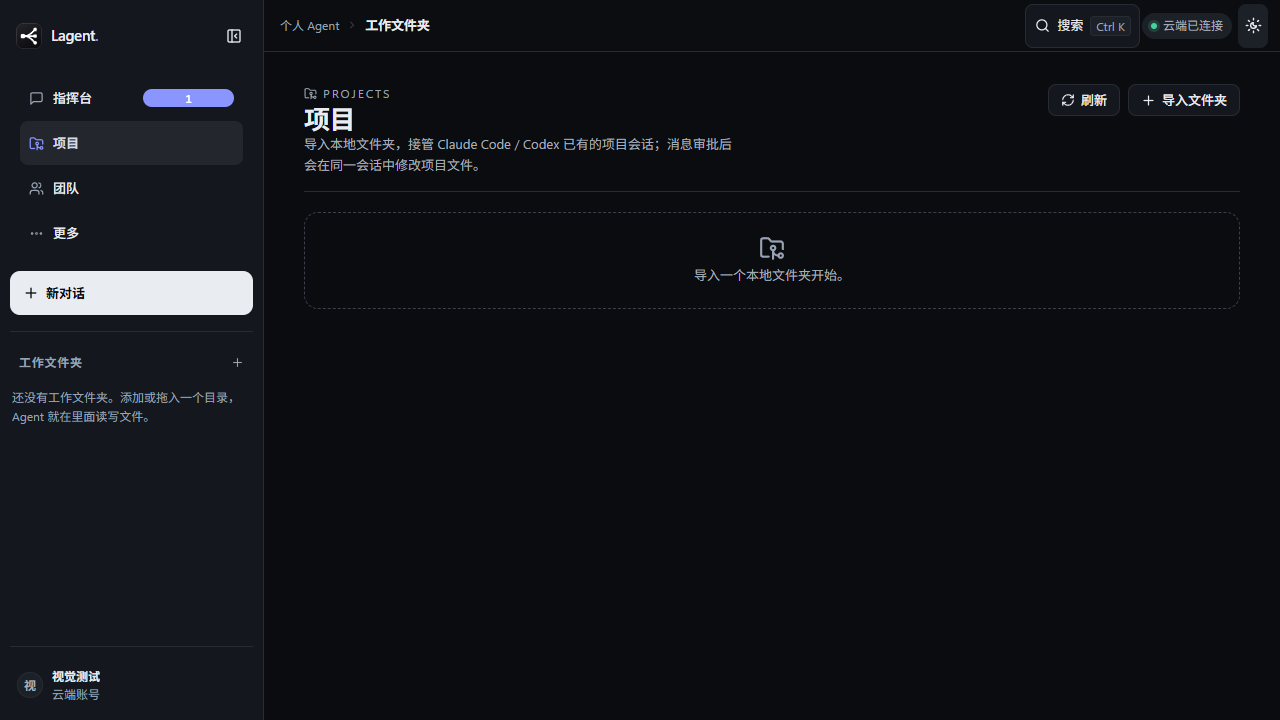 Lagent.
指挥台
1
项目
团队
更多
新对话
工作文件夹
还没有工作文件夹。添加或拖入一个目录，
Agent 就在里面读写文件。
视
视觉测试
云端账号
个人 Agent
工作文件夹
搜索
Ctrl K
云端已连接
PROJECTS
项目
导入本地文件夹，接管 Claude Code / Codex 已有的项目会话；消息审批后
会在同一会话中修改项目文件。
刷新
导入文件夹
导入一个本地文件夹开始。